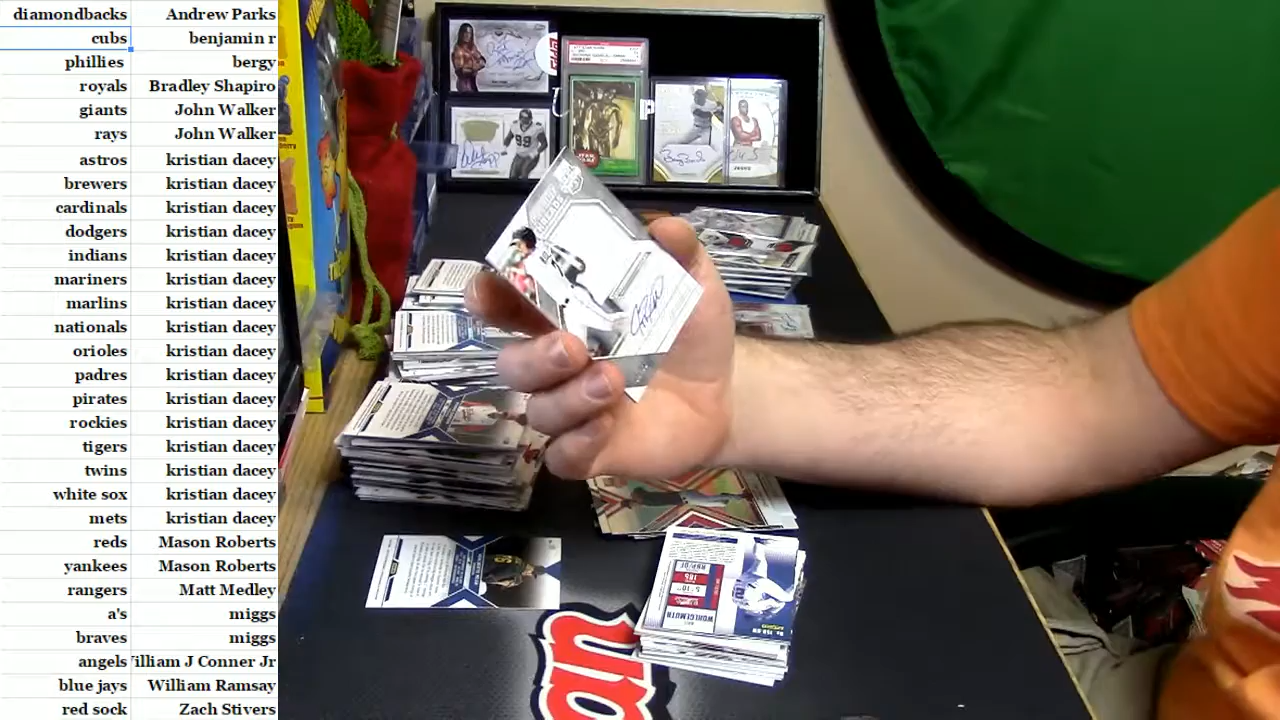 diamondbacks Andrew Parks
cubs benjamin r
phillies bergy
royals Bradley Shapiro
giants John Walker
rays John Walker
astros kristian dacey
brewers kristian dacey
cardinals kristian dacey
dodgers kristian dacey
indians kristian dacey
mariners kristian dacey
marlins kristian dacey
nationals kristian dacey
orioles kristian dacey
padres kristian dacey
pirates kristian dacey
rockies kristian dacey
tigers kristian dacey
twins kristian dacey
white sox kristian dacey
mets kristian dacey
reds Mason Roberts
yankees Mason Roberts
rangers Matt Medley
a's miggs
braves miggs
angels illiam J Conner Jr
blue jays William Ramsay
red sock Zach Stivers
99
WOHLGEMUTH
185
up